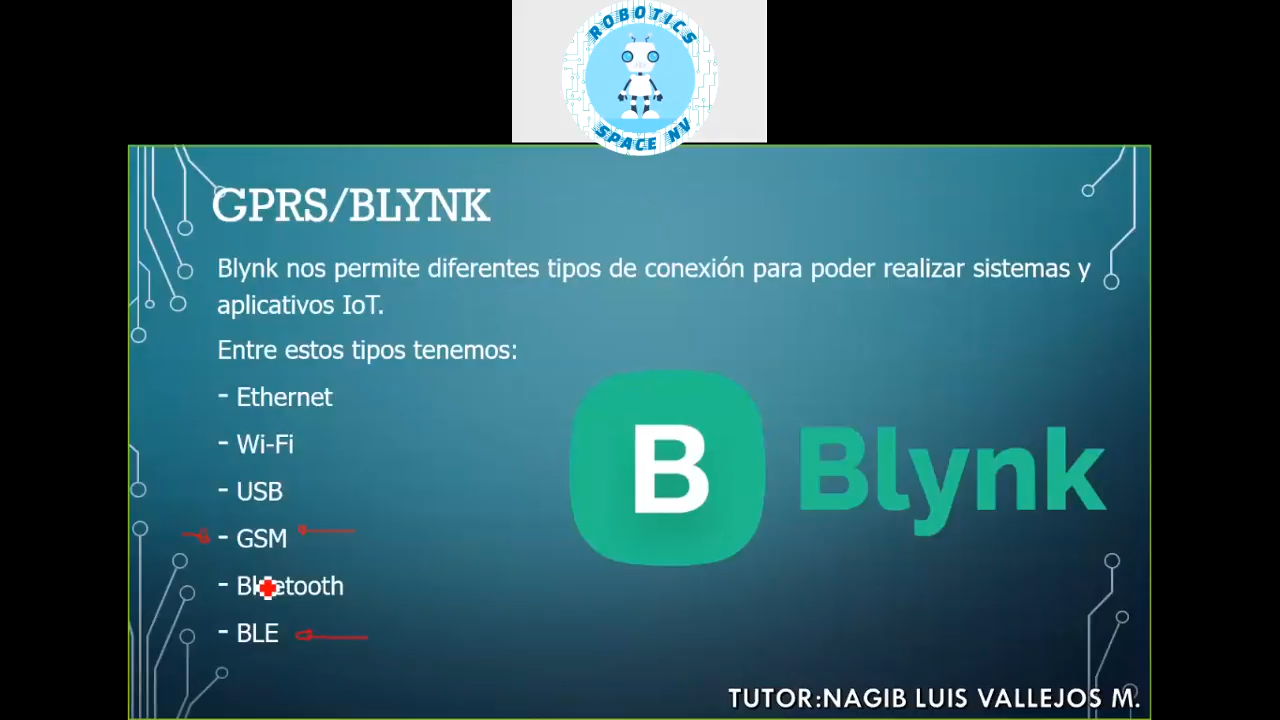 ROBOTICS
SPACE NV
GPRS/BLYNK
Blynk nos permite diferentes tipos de conexión para poder realizar sistemas y
aplicativos IoT.
Entre estos tipos tenemos:
- Ethernet
- Wi-Fi
- USB
- GSM
- Bluetooth
- BLE
B Blynk
TUTOR:NAGIB LUIS VALLEJOS M.